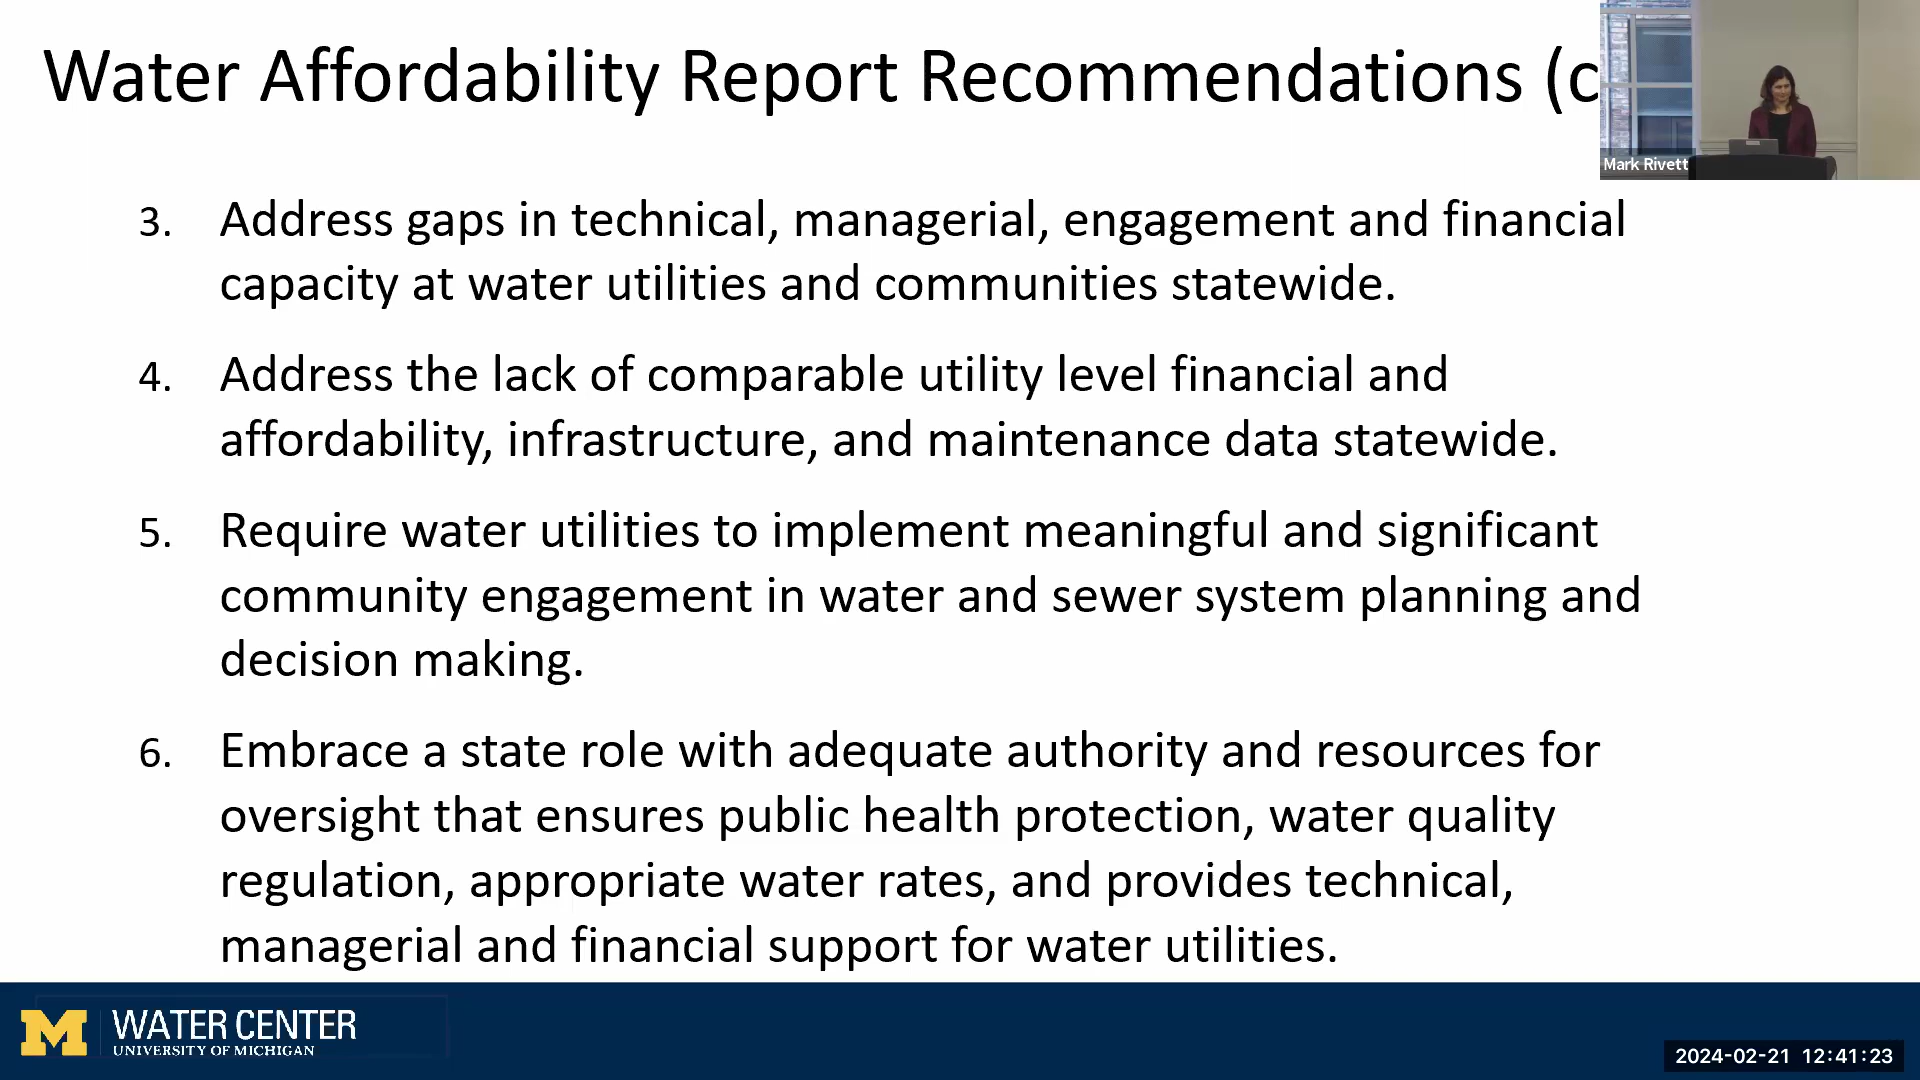 Water Affordability Report Recommendations (c
Mark Rivett
3. Address gaps in technical, managerial, engagement and financial
capacity at water utilities and communities statewide.
4. Address the lack of comparable utility level financial and
affordability, infrastructure, and maintenance data statewide.
5. Require water utilities to implement meaningful and significant
community engagement in water and sewer system planning and
decision making.
6. Embrace a state role with adequate authority and resources for
oversight that ensures public health protection, water quality
regulation, appropriate water rates, and provides technical,
managerial and financial support for water utilities.
M WATER CENTER
UNIVERSITY OF MICHIGAN
2024-02-21 12:41:23